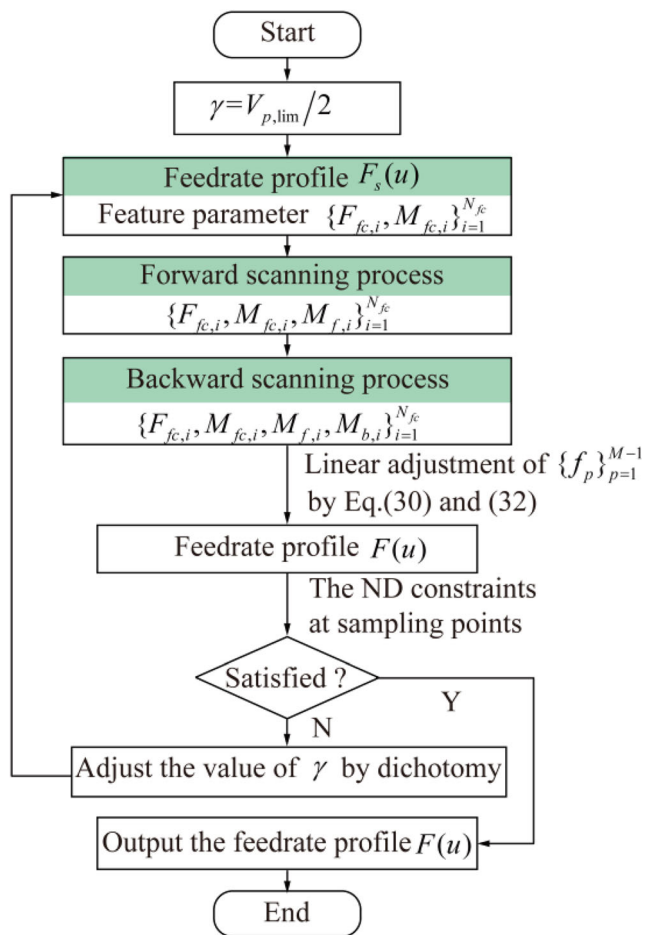 Start
γ=V_{p,lim}/2
Feedrate profile F_s(u)
Feature parameter {F_{fc,i}, M_{fc,i}}_{i=1}^{N_{fc}}
Forward scanning process
{F_{fc,i}, M_{fc,i}, M_{f,i}}_{i=1}^{N_{fc}}
Backward scanning process
{F_{fc,i}, M_{fc,i}, M_{f,i}, M_{b,i}}_{i=1}^{N_{fc}}
Linear adjustment of {f_p}_{p=1}^{M-1}
by Eq.(30) and (32)
Feedrate profile F(u)
The ND constraints
at sampling points
Satisfied ?
Y
N
Adjust the value of γ by dichotomy
Output the feedrate profile F(u)
End